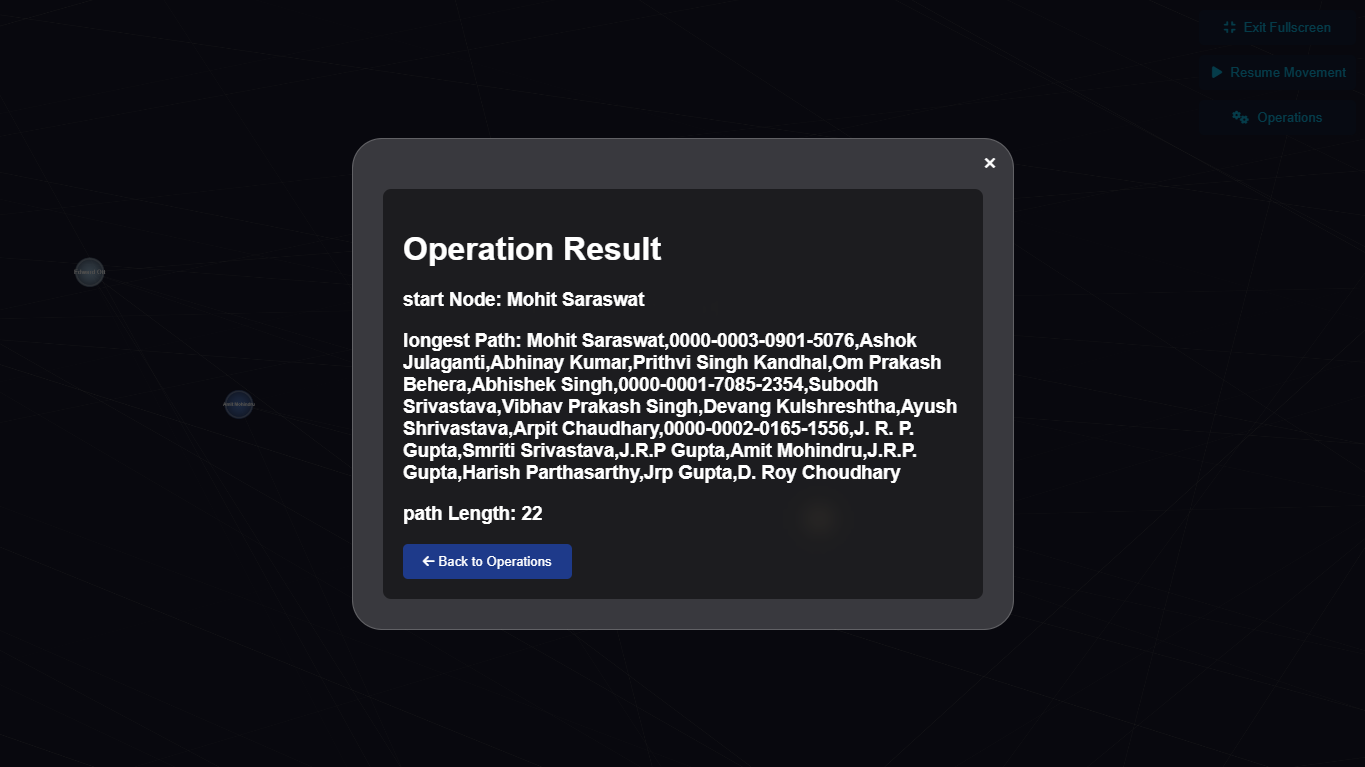 Exit Fullscreen
Resume Movement
Operations
Operation Result
start Node: Mohit Saraswat
longest Path: Mohit Saraswat,0000-0003-0901-5076,Ashok
Julaganti,Abhinay Kumar,Prithvi Singh Kandhal,Om Prakash
Behera,Abhishek Singh,0000-0001-7085-2354,Subodh
Srivastava,Vibhav Prakash Singh,Devang Kulshreshtha,Ayush
Shrivastava,Arpit Chaudhary,0000-0002-0165-1556,J. R. P.
Gupta,Smriti Srivastava,J.R.P Gupta,Amit Mohindru,J.R.P.
Gupta,Harish Parthasarthy,Jrp Gupta,D. Roy Choudhary
path Length: 22
Back to Operations